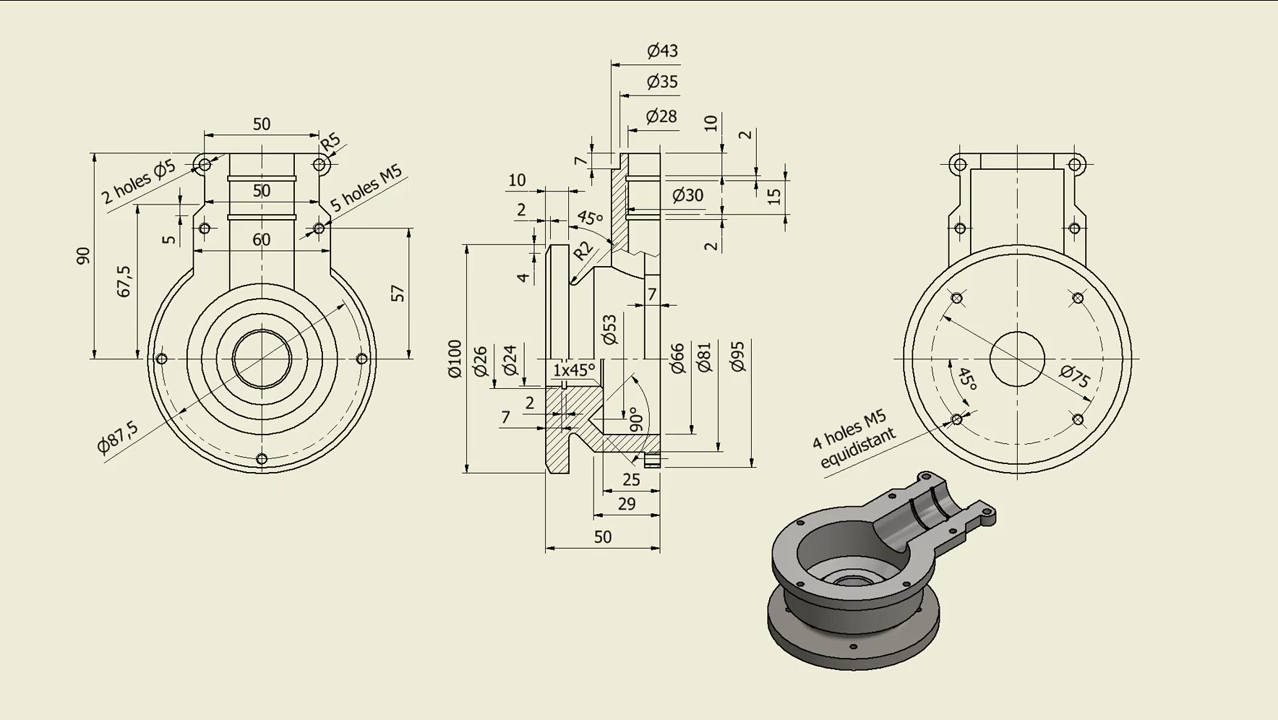 50
R5
2 holes Ø5
5 holes M5
50
5
60
90
67,5
57
Ø87,5
Ø43
Ø35
Ø28
10
2
7
10
15
Ø30
2
45°
2
R2
4
7
Ø53
Ø100
Ø26
Ø24
1x45°
Ø66
Ø81
Ø95
2
7
90°
25
29
50
Ø75
45°
4 holes M5
equidistant